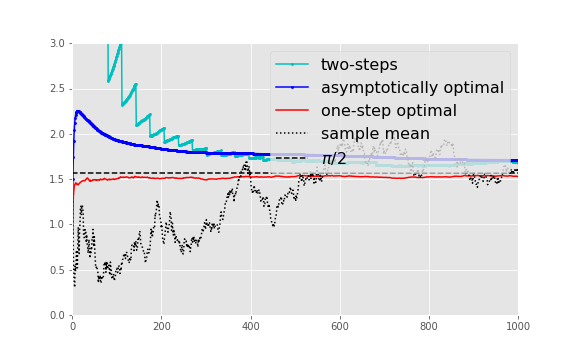 3.0
2.5
2.0
1.5
1.0
0.5
0.0
two-steps
asymptotically optimal
one-step optimal
sample mean
π/2
0 200 400 600 800 1000